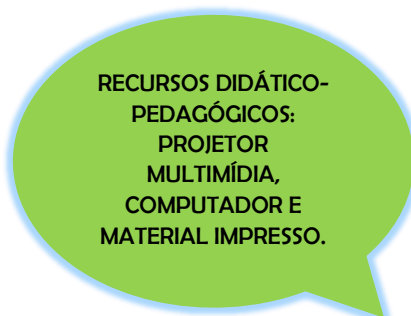 RECURSOS DIDÁTICO-
PEDAGÓGICOS:
PROJETOR
MULTIMÍDIA,
COMPUTADOR E
MATERIAL IMPRESSO.